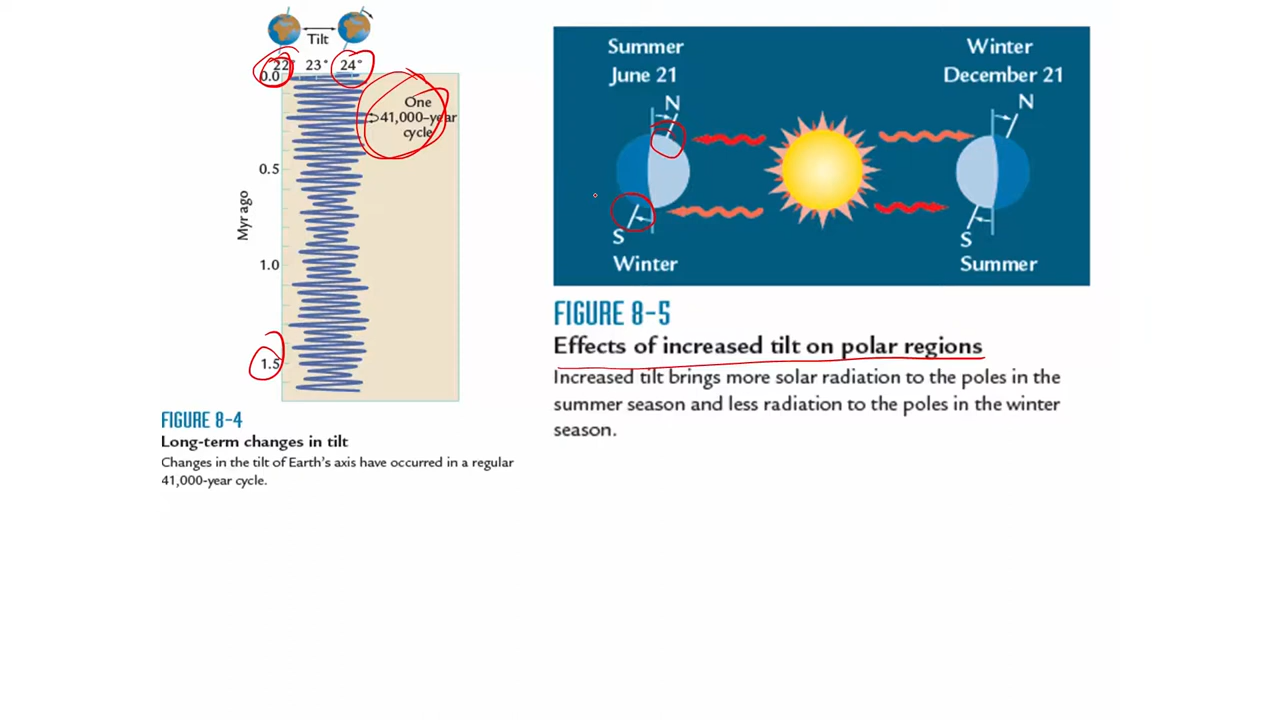 Tilt
22° 23° 24°
0.0
One
41,000-year
cycle
0.5
Myr ago
1.0
1.5
FIGURE 8-4
Long-term changes in tilt
Changes in the tilt of Earth's axis have occurred in a regular
41,000-year cycle.
Summer
June 21
N
S
Winter
Winter
December 21
N
S
Summer
FIGURE 8-5
Effects of increased tilt on polar regions
Increased tilt brings more solar radiation to the poles in the
summer season and less radiation to the poles in the winter
season.